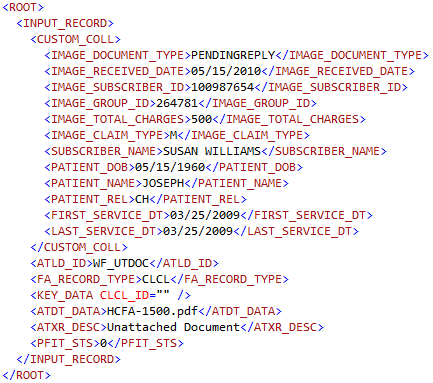 <ROOT>
<INPUT_RECORD>
<CUSTOM_COLL>
<IMAGE_DOCUMENT_TYPE>PENDINGREPLY</IMAGE_DOCUMENT_TYPE>
<IMAGE_RECEIVED_DATE>05/15/2010</IMAGE_RECEIVED_DATE>
<IMAGE_SUBSCRIBER_ID>100987654</IMAGE_SUBSCRIBER_ID>
<IMAGE_GROUP_ID>264781</IMAGE_GROUP_ID>
<IMAGE_TOTAL_CHARGES>500</IMAGE_TOTAL_CHARGES>
<IMAGE_CLAIM_TYPE>M</IMAGE_CLAIM_TYPE>
<SUBSCRIBER_NAME>SUSAN WILLIAMS</SUBSCRIBER_NAME>
<PATIENT_DOB>05/15/1960</PATIENT_DOB>
<PATIENT_NAME>JOSEPH</PATIENT_NAME>
<PATIENT_REL>CH</PATIENT_REL>
<FIRST_SERVICE_DT>03/25/2009</FIRST_SERVICE_DT>
<LAST_SERVICE_DT>03/25/2009</LAST_SERVICE_DT>
</CUSTOM_COLL>
<ATLD_ID>WF_UTDOC</ATLD_ID>
<FA_RECORD_TYPE>CLCL</FA_RECORD_TYPE>
<KEY_DATA CLCL_ID="" />
<ATDT_DATA>HCFA-1500.pdf</ATDT_DATA>
<ATXR_DESC>Unattached Document</ATXR_DESC>
<PFIT_STS>0</PFIT_STS>
</INPUT_RECORD>
</ROOT>